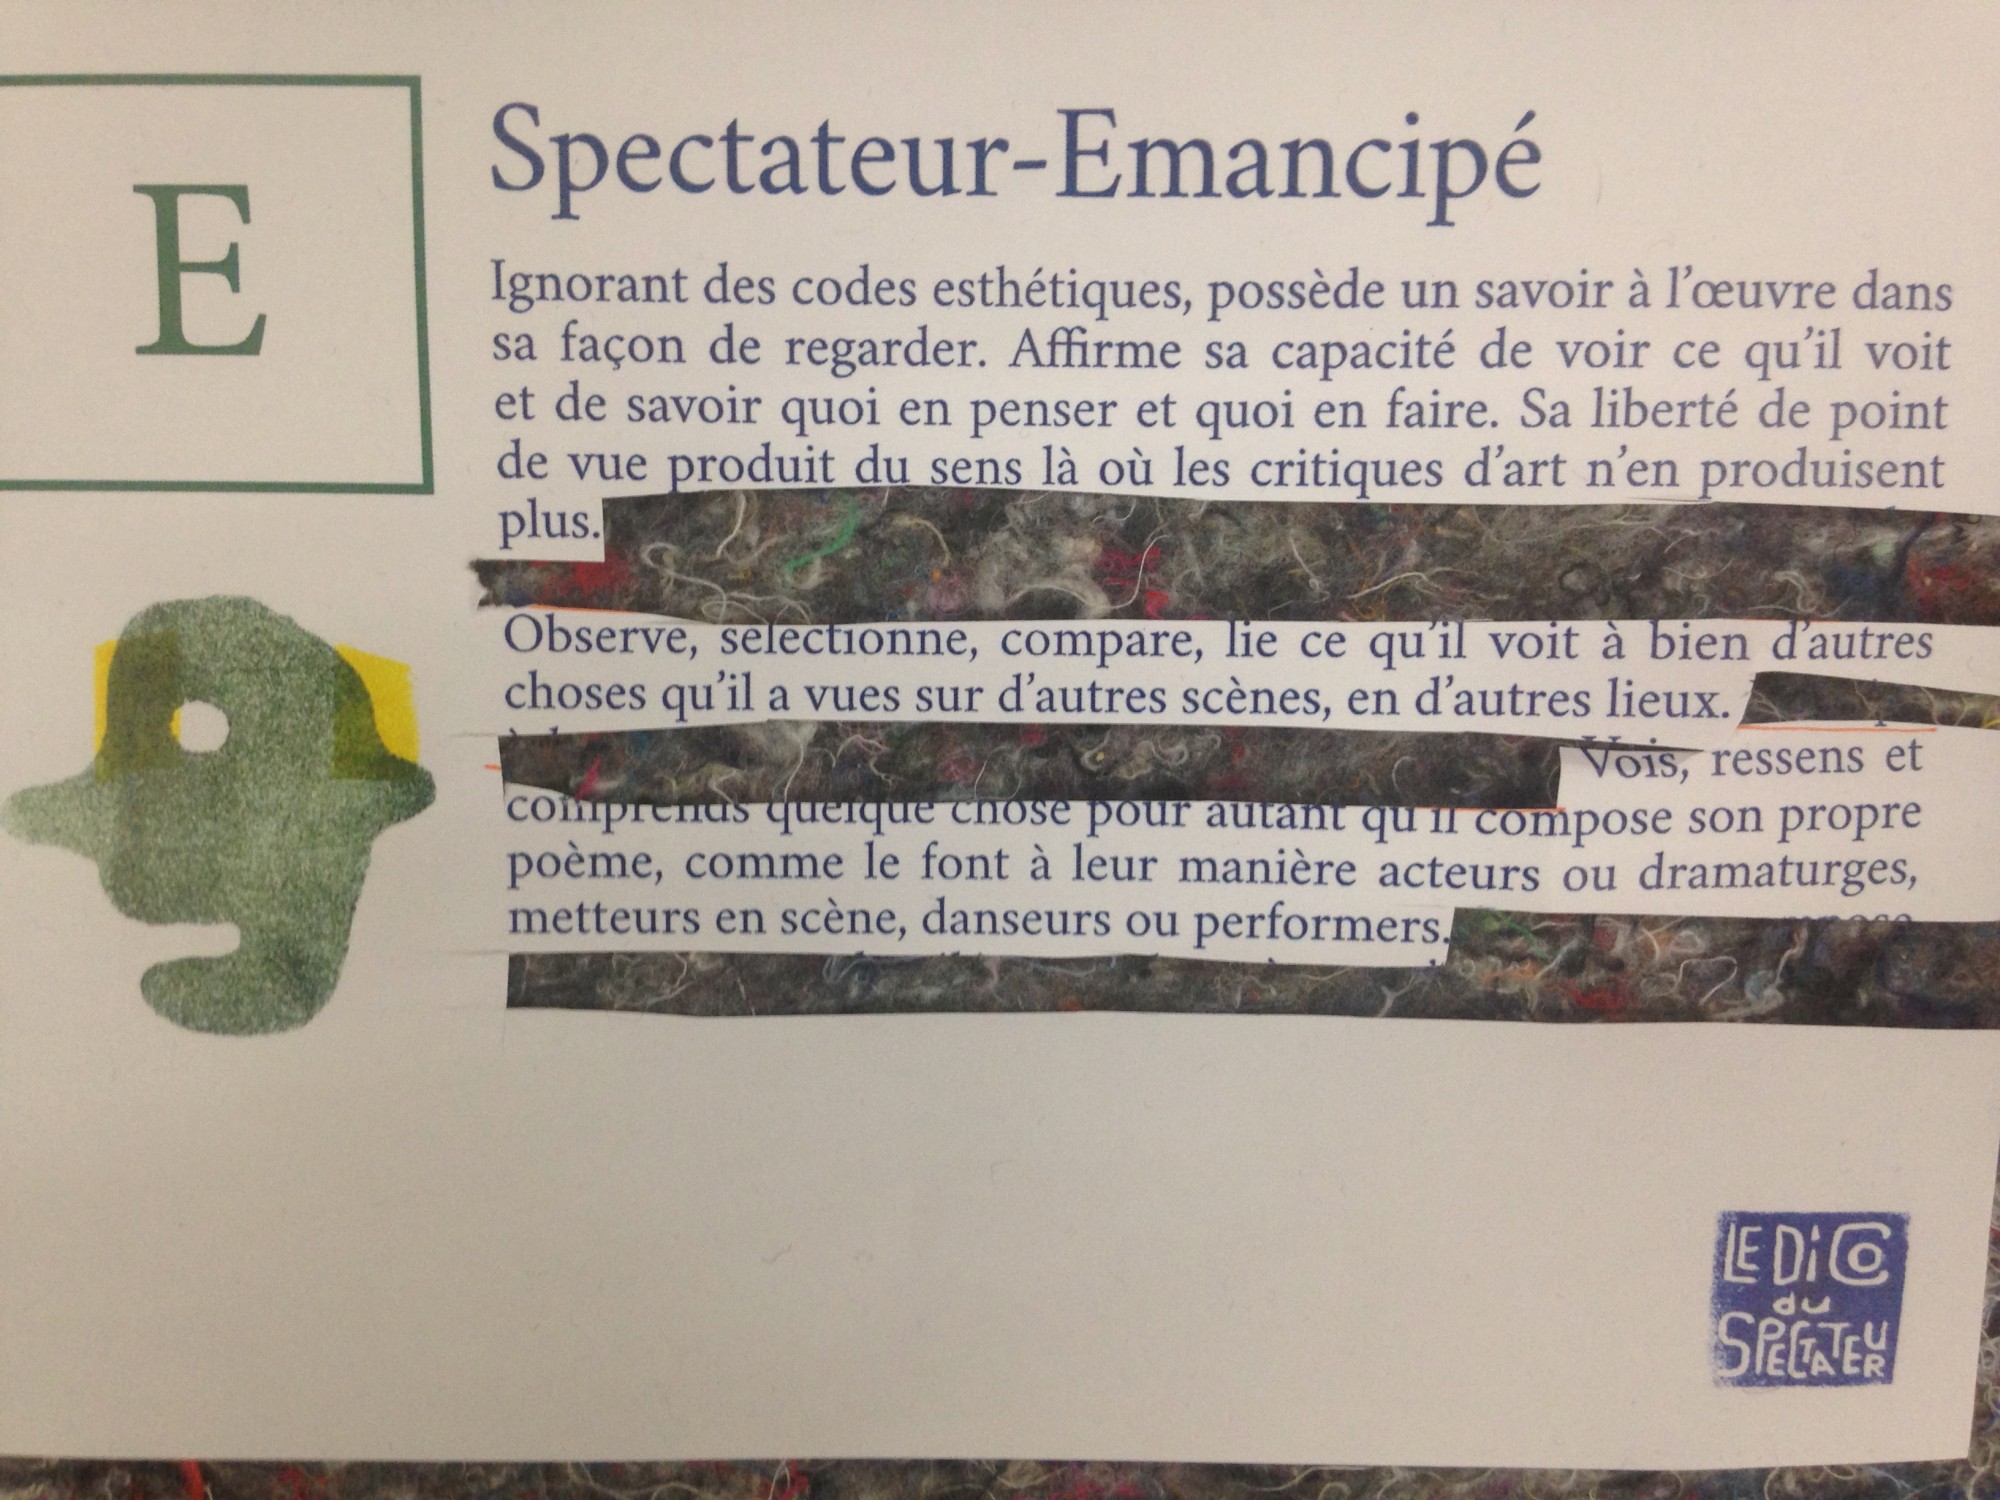 E
Spectateur-Emancipé
Ignorant des codes esthétiques, possède un savoir à l'œuvre dans
sa façon de regarder. Affirme sa capacité de voir ce qu'il voit
et de savoir quoi en penser et quoi en faire. Sa liberté de point
de vue produit du sens là où les critiques d'art n'en produisent
plus.
Observe, sélectionne, compare, lie ce qu'il voit à bien d'autres
choses qu'il a vues sur d'autres scènes, en d'autres lieux.
Vois, ressens et
comprends quelque chose pour autant qu'il compose son propre
poème, comme le font à leur manière acteurs ou dramaturges,
metteurs en scène, danseurs ou performers.
LE DiCO
du
SPECTATEUR